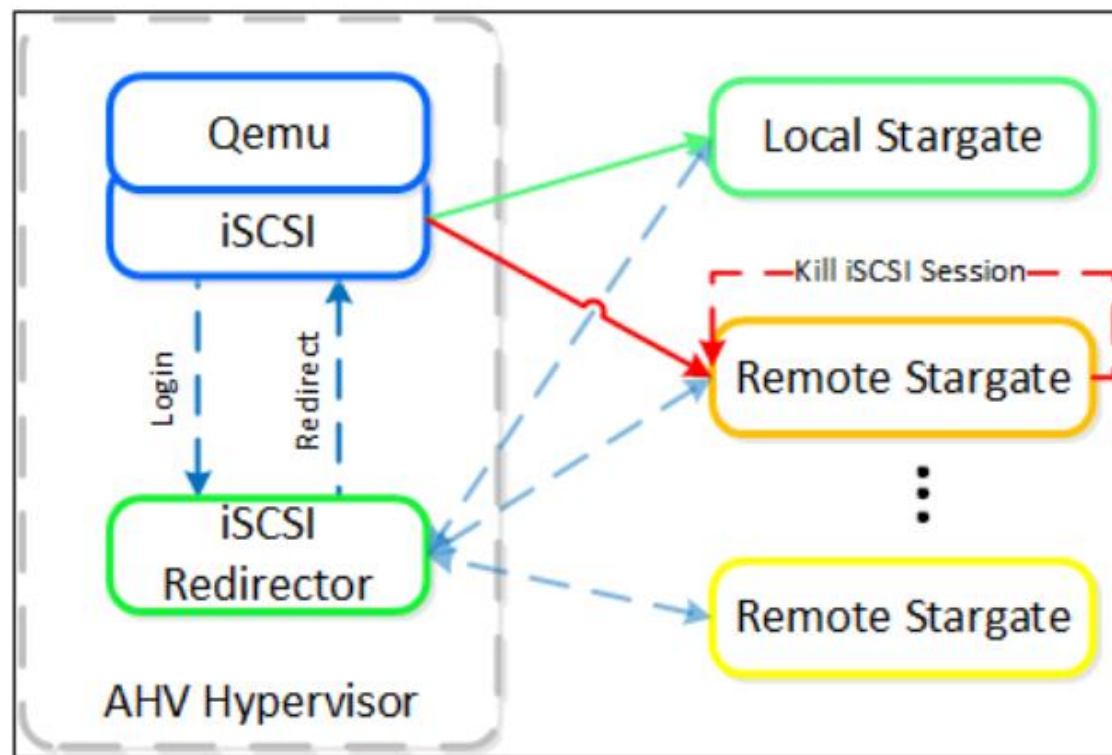 Qemu
iSCSI
Login
Redirect
iSCSI
Redirector
AHV Hypervisor
Local Stargate
Kill iSCSI Session
Remote Stargate
Remote Stargate